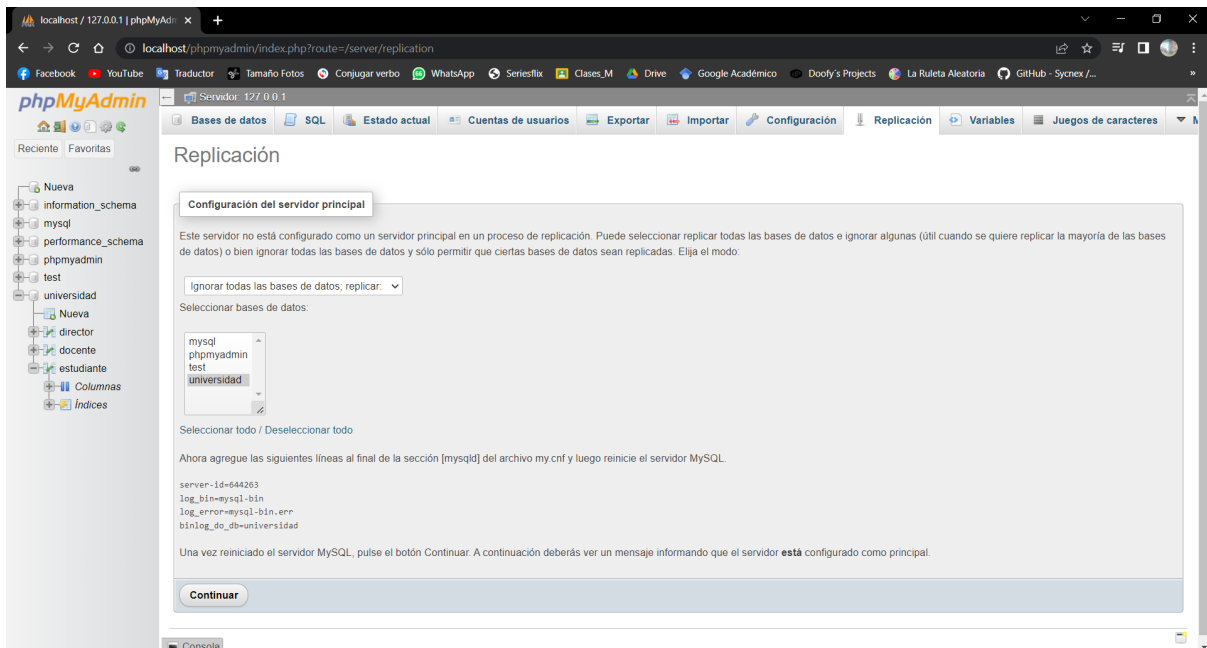 localhost / 127.0.0.1 | phpMyAdm
localhost/phpmyadmin/index.php?route=/server/replication
Facebook YouTube Traductor Tamaño Fotos Conjugar verbo WhatsApp Seriesflix Clases_M Drive Google Académico Doofy's Projects La Ruleta Aleatoria GitHub - Sycnex /... »
phpMyAdmin
Reciente Favoritas
Nueva
information_schema
mysql
performance_schema
phpmyadmin
test
universidad
Nueva
director
docente
estudiante
Columnas
Índices
Servidor: 127.0.0.1
Bases de datos SQL Estado actual Cuentas de usuarios Exportar Importar Configuración Replicación Variables Juegos de caracteres
Replicación
Configuración del servidor principal
Este servidor no está configurado como un servidor principal en un proceso de replicación. Puede seleccionar replicar todas las bases de datos e ignorar algunas (útil cuando se quiere replicar la mayoría de las bases
de datos) o bien ignorar todas las bases de datos y sólo permitir que ciertas bases de datos sean replicadas. Elija el modo:
Ignorar todas las bases de datos; replicar:
Seleccionar bases de datos:
mysql
phpmyadmin
test
universidad
Seleccionar todo / Deseleccionar todo
Ahora agregue las siguientes líneas al final de la sección [mysqld] del archivo my.cnf y luego reinicie el servidor MySQL.
server-id=644263
log_bin=mysql-bin
log_error=mysql-bin.err
binlog_do_db=universidad
Una vez reiniciado el servidor MySQL, pulse el botón Continuar. A continuación deberás ver un mensaje informando que el servidor está configurado como principal.
Continuar
Consola